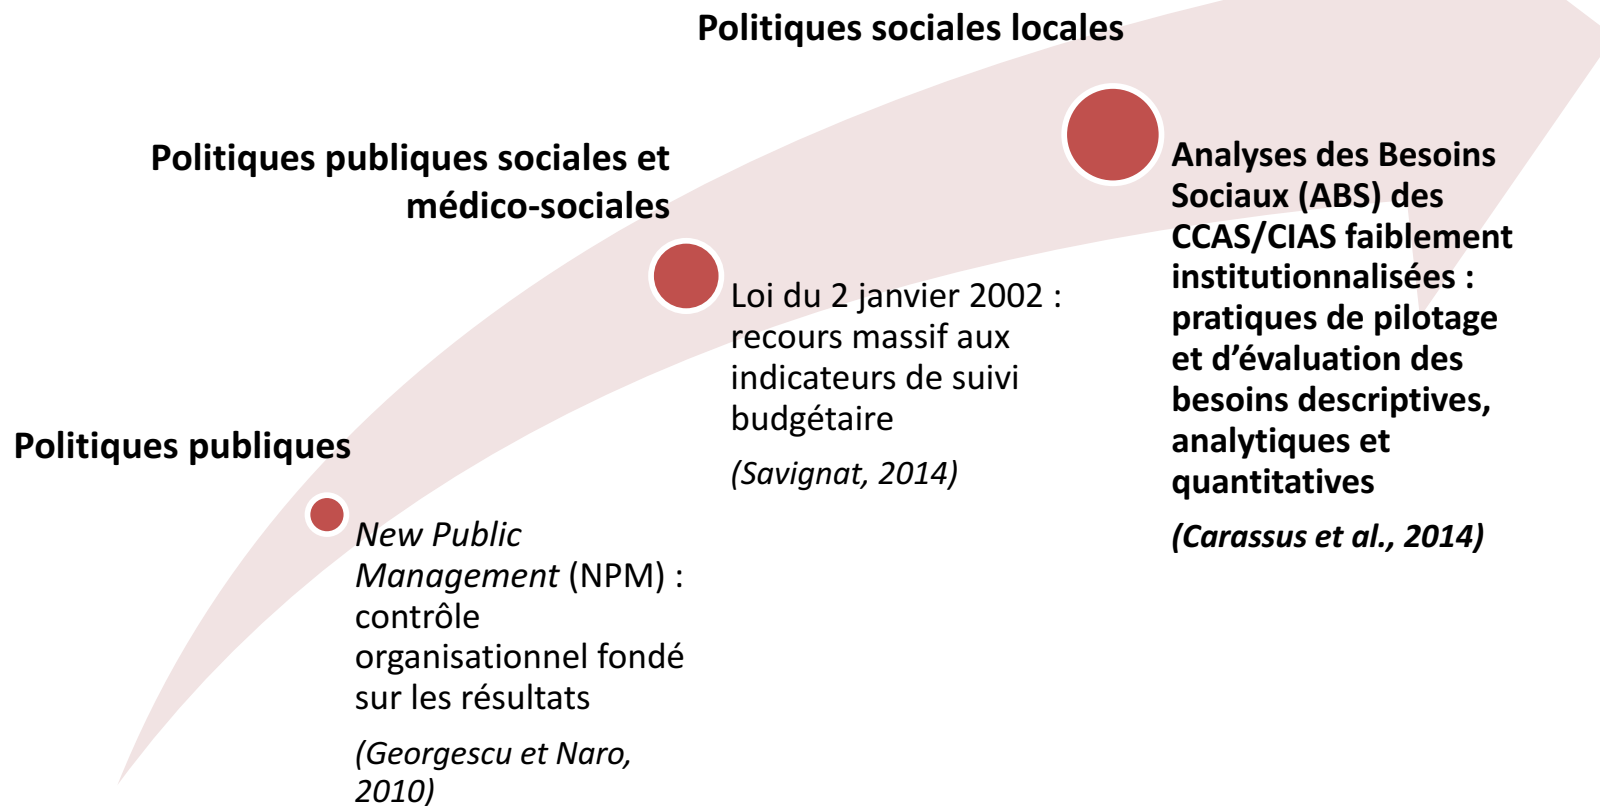 Politiques publiques
New Public
Management (NPM) :
contrôle
organisationnel fondé
sur les résultats
(Georgescu et Naro,
2010)
Politiques publiques sociales et
médico-sociales
Loi du 2 janvier 2002 :
recours massif aux
indicateurs de suivi
budgétaire
(Savignat, 2014)
Politiques sociales locales
Analyses des Besoins
Sociaux (ABS) des
CCAS/CIAS faiblement
institutionnalisées :
pratiques de pilotage
et d’évaluation des
besoins descriptives,
analytiques et
quantitatives
(Carassus et al., 2014)